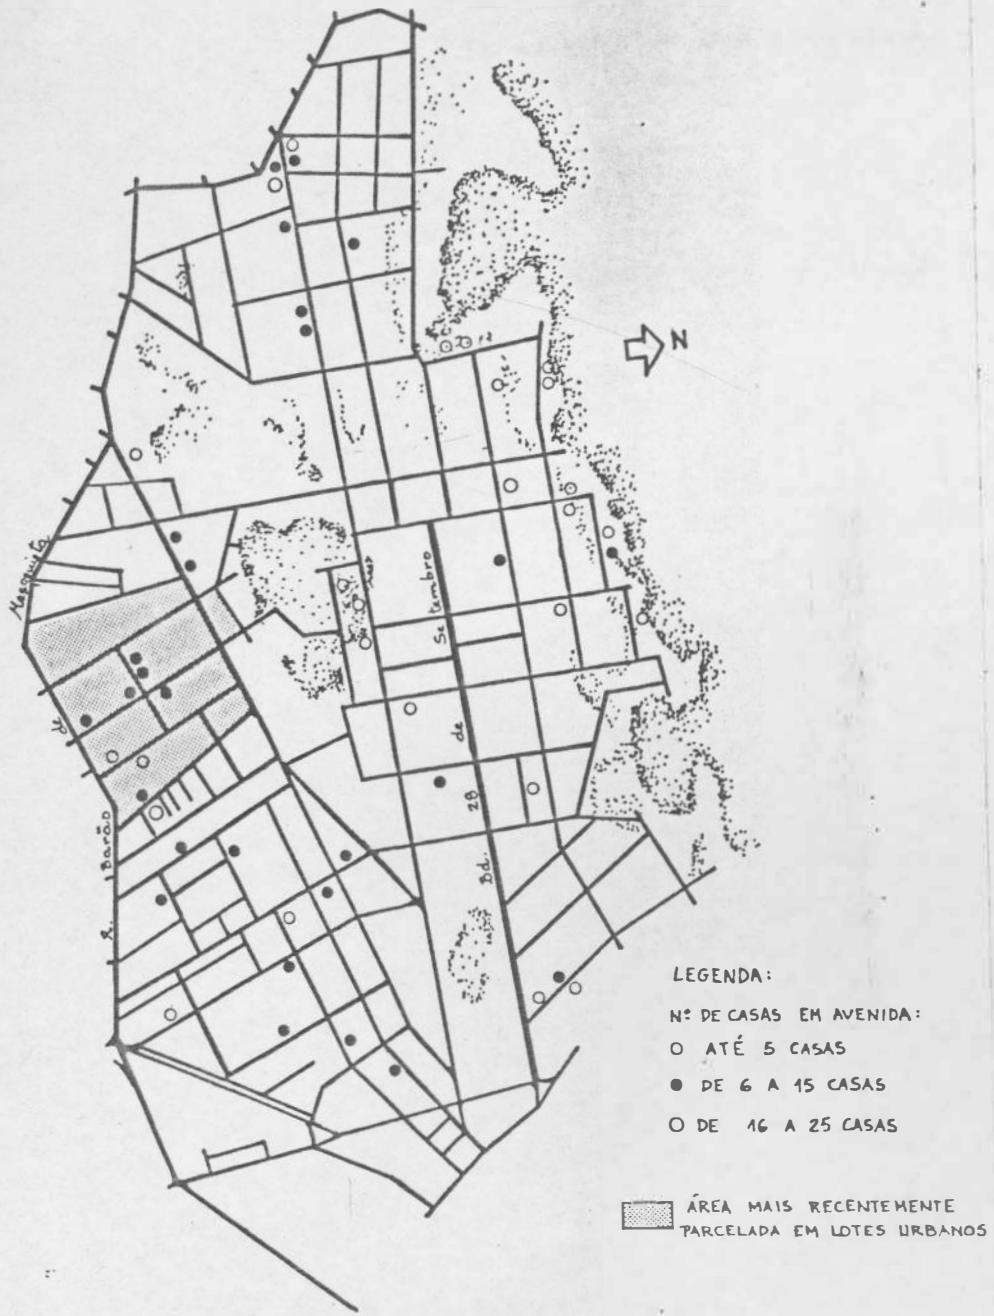 N
Mesquita
de
Barão
R.
Setembro
de
28
Bd.
LEGENDA:
Nº DE CASAS EM AVENIDA:
○ ATÉ 5 CASAS
● DE 6 A 15 CASAS
○ DE 16 A 25 CASAS
ÁREA MAIS RECENTEMENTE
PARCELADA EM LOTES URBANOS